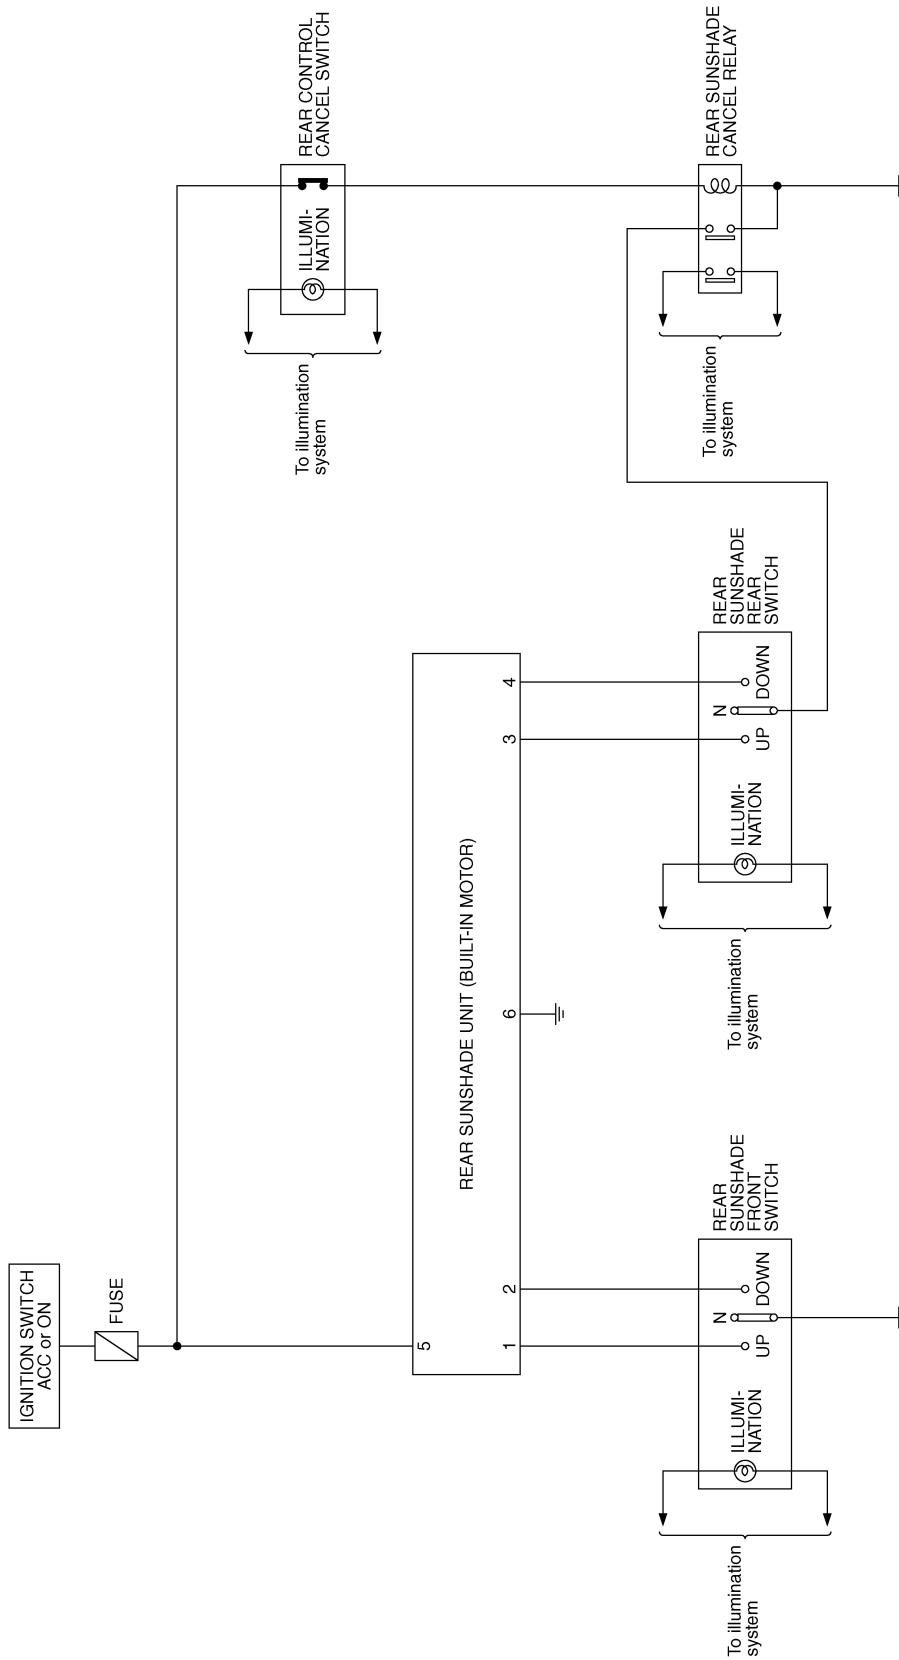 IGNITION SWITCH
ACC or ON
FUSE
REAR CONTROL
CANCEL SWITCH
ILLUMI-
NATION
To illumination
system
5
REAR SUNSHADE UNIT (BUILT-IN MOTOR)
1
2
6
3
4
REAR
SUNSHADE
FRONT
SWITCH
ILLUMI-
NATION
N
UP
DOWN
To illumination
system
REAR
SUNSHADE
REAR
SWITCH
ILLUMI-
NATION
N
UP
DOWN
To illumination
system
REAR SUNSHADE
CANCEL RELAY
To illumination
system